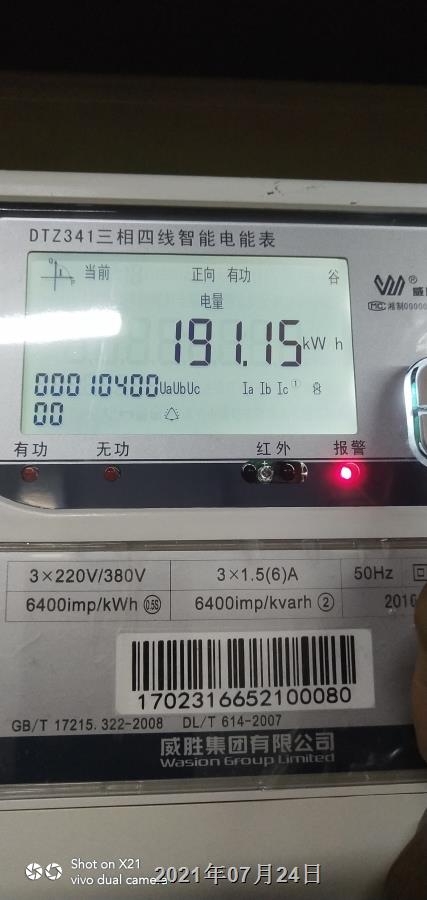 DTZ341三相四线智能电能表
当前 正向 有功 谷
电量
191.15kWh
00010400UaUbUc Ia Ib Ic①
00
有功 无功 红外 报警
3×220V/380V 3×1.5(6)A 50Hz
6400imp/kWh 0.5S 6400imp/kvarh ② 2016
1702316652100080
GB/T 17215.322-2008 DL/T 614-2007
威胜集团有限公司
Wasion Group Limited
Shot on X21
vivo dual camera
2021年07月24日